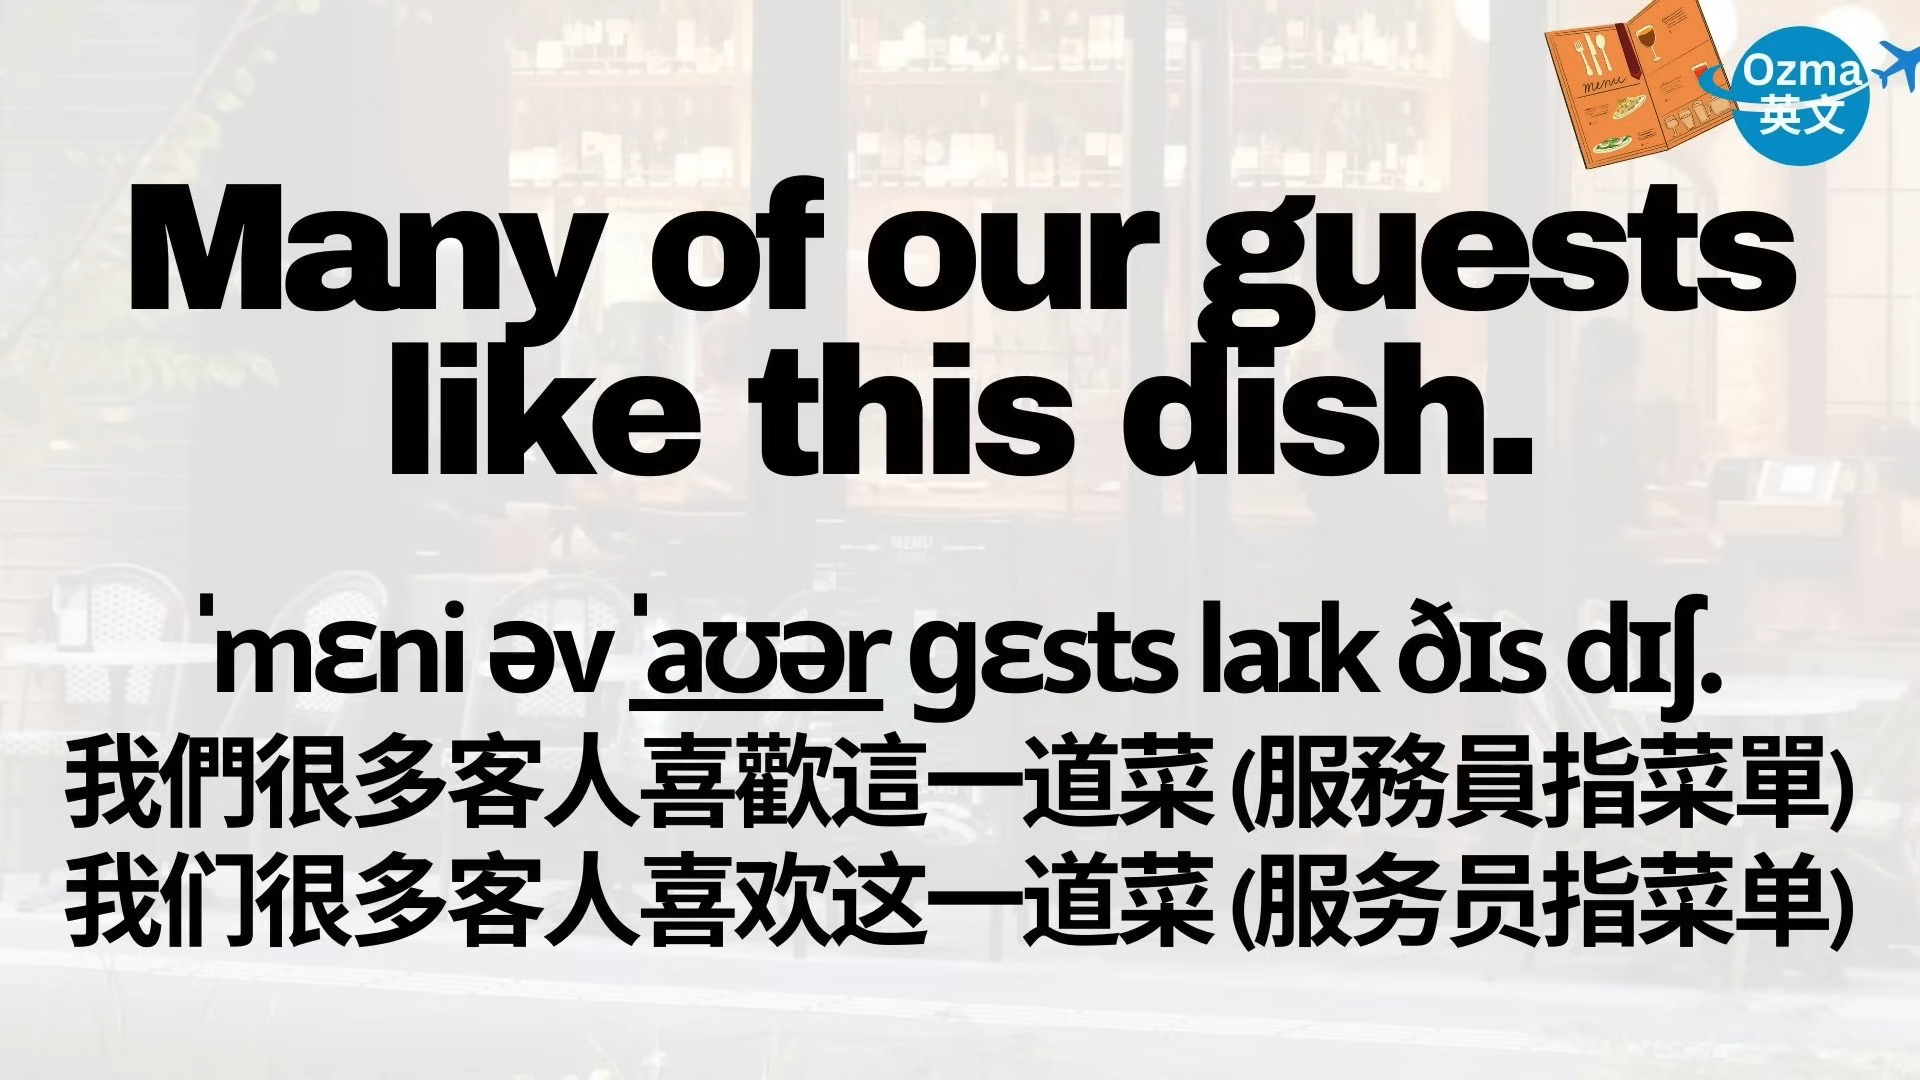 Ozma
英文
menu
Many of our guests
like this dish.
ˈmɛni əv ˈaʊər gɛsts laɪk ðɪs dɪʃ.
我們很多客人喜歡這一道菜 (服務員指菜單)
我们很多客人喜欢这一道菜 (服务员指菜单)
MENU